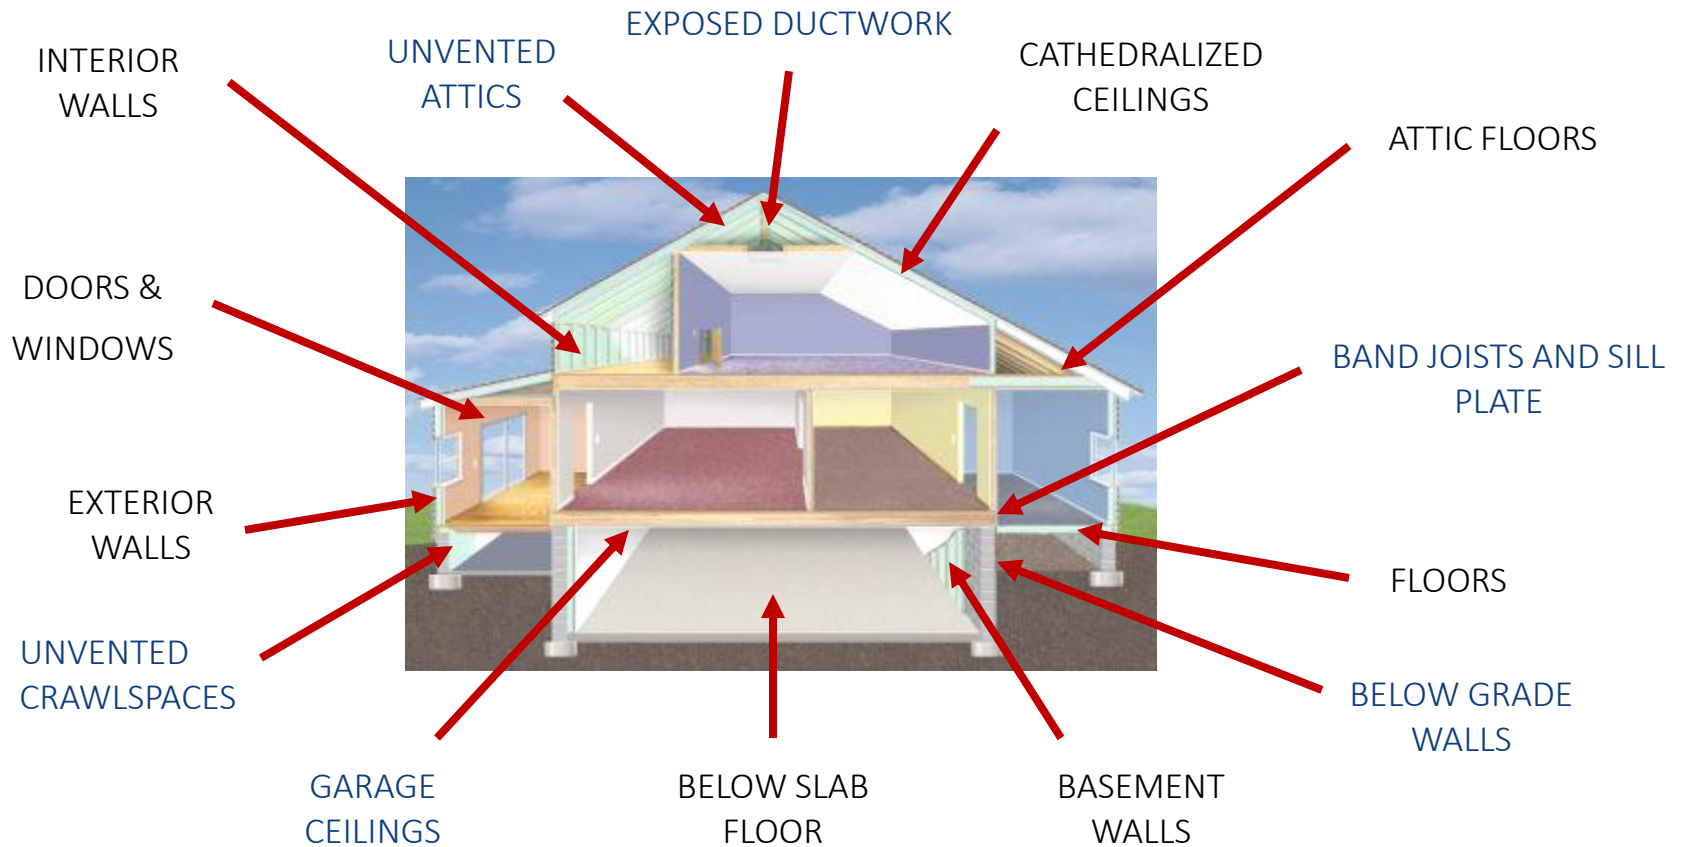 EXPOSED DUCTWORK
INTERIOR
WALLS
UNVENTED
ATTICS
CATHEDRALIZED
CEILINGS
ATTIC FLOORS
DOORS &
WINDOWS
BAND JOISTS AND SILL
PLATE
EXTERIOR
WALLS
FLOORS
UNVENTED
CRAWLSPACES
BELOW GRADE
WALLS
GARAGE
CEILINGS
BELOW SLAB
FLOOR
BASEMENT
WALLS